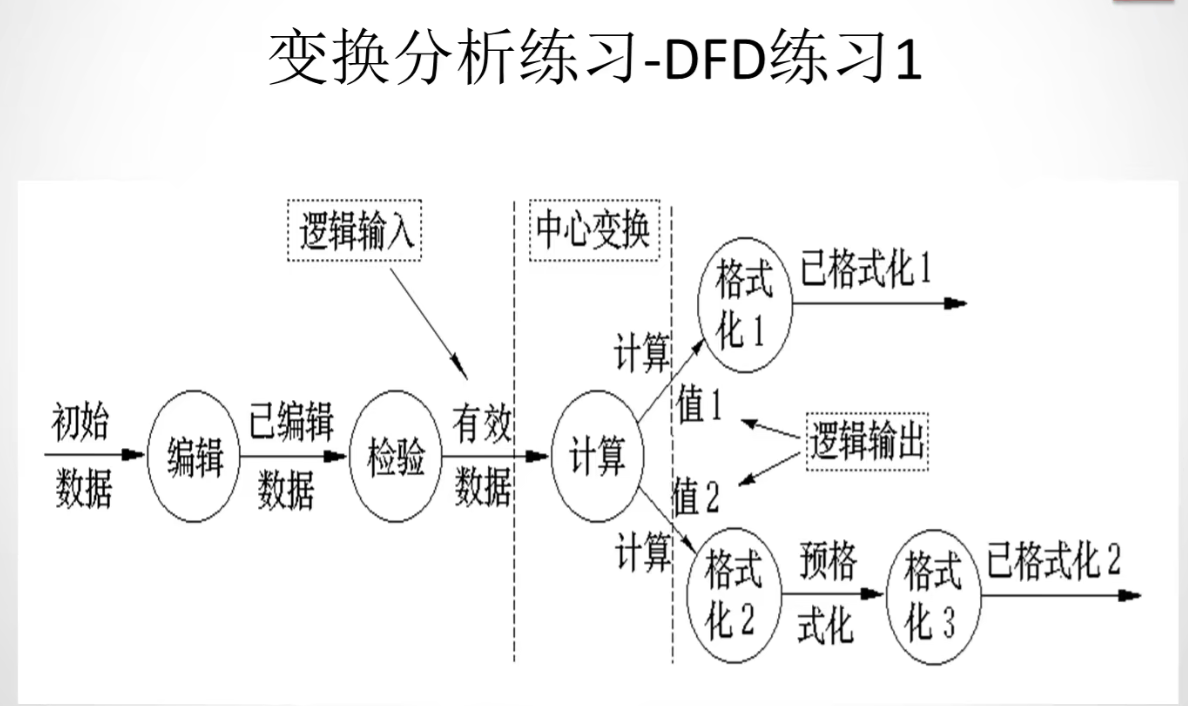 变换分析练习-DFD练习1
逻辑输入
中心变换
格式
化1
已格式化1
计算
值1
初始
数据
编辑
已编辑
数据
检验
有效
数据
计算
逻辑输出
值2
计算
格式
化2
预格
式化
格式
化3
已格式化2